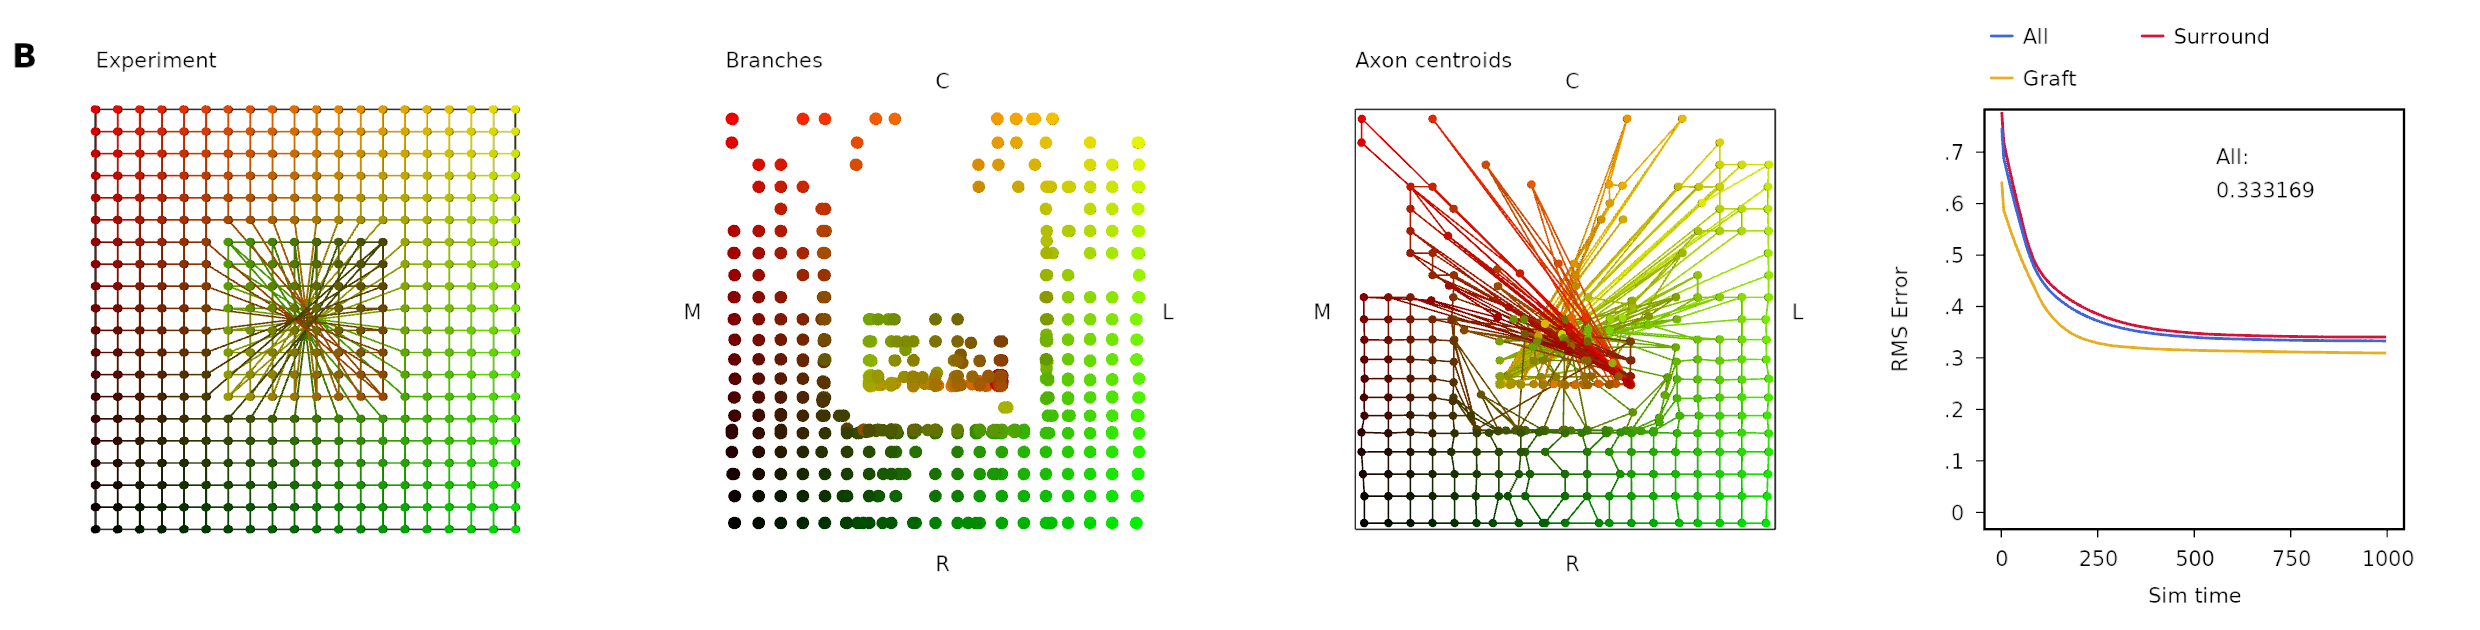 B
Experiment
Branches
C
M
L
R
Axon centroids
C
M
L
R
All
Surround
Graft
RMS Error
.7
.6
.5
.4
.3
.2
.1
0
All:
0.333169
0 250 500 750 1000
Sim time